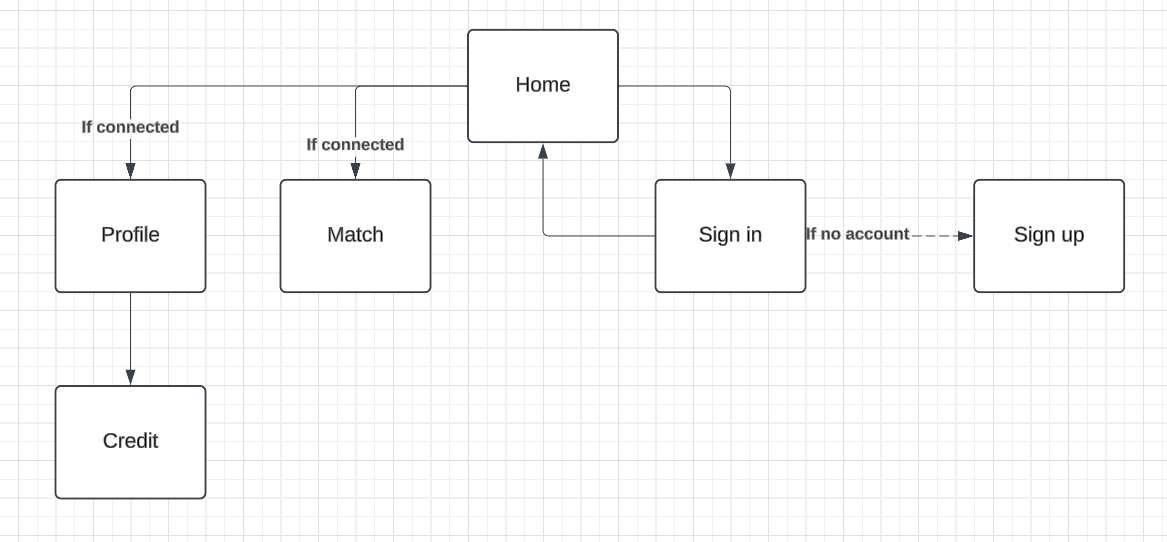 Home
If connected
If connected
Profile
Match
Sign in
If no account
Sign up
Credit